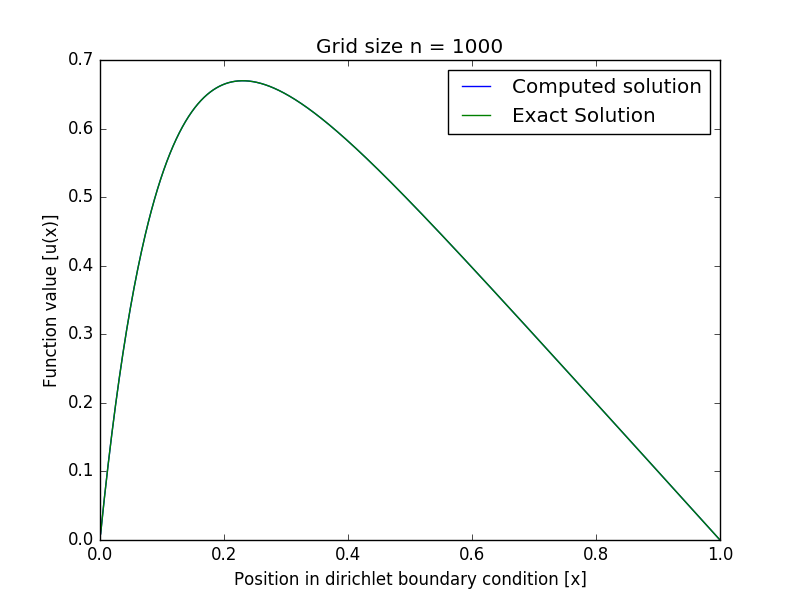 Grid size n = 1000
Computed solution
Exact Solution
Function value [u(x)]
0.7
0.6
0.5
0.4
0.3
0.2
0.1
0.0
0.0 0.2 0.4 0.6 0.8 1.0
Position in dirichlet boundary condition [x]